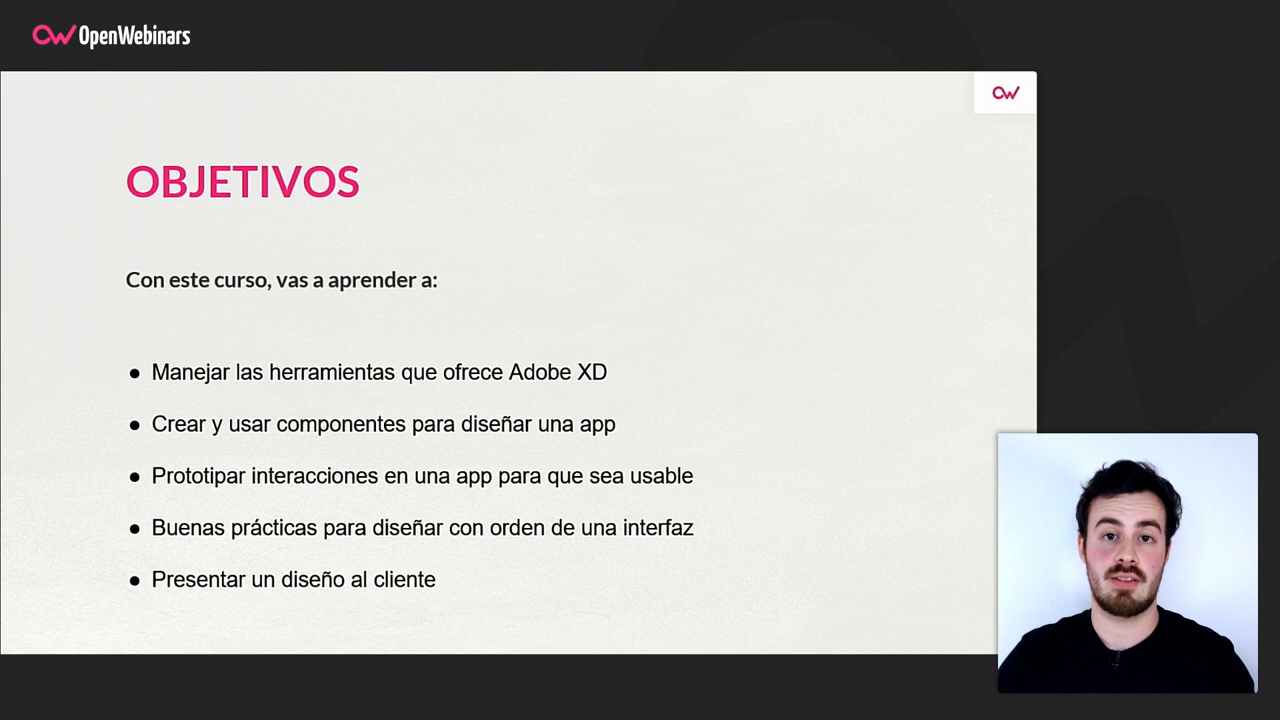 OpenWebinars
OBJETIVOS
Con este curso, vas a aprender a:
● Manejar las herramientas que ofrece Adobe XD
● Crear y usar componentes para diseñar una app
● Prototipar interacciones en una app para que sea usable
● Buenas prácticas para diseñar con orden de una interfaz
● Presentar un diseño al cliente